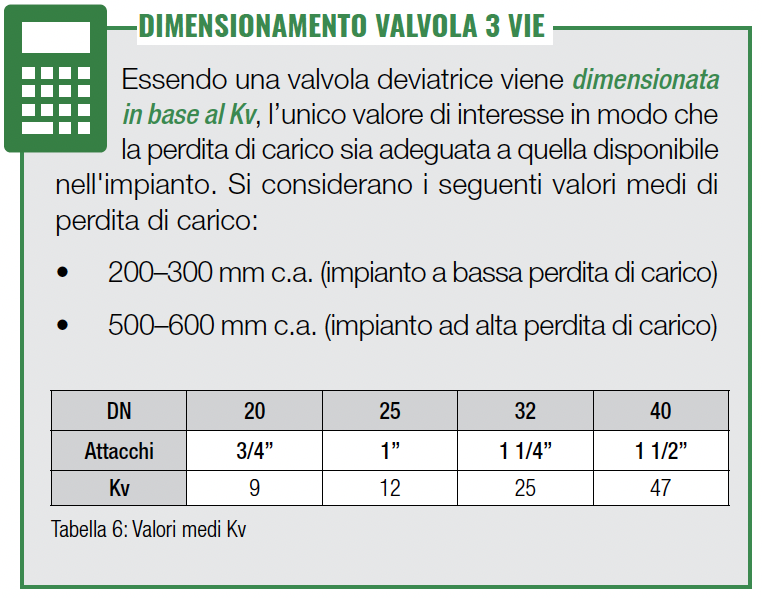 DIMENSIONAMENTO VALVOLA 3 VIE
Essendo una valvola deviatrice viene dimensionata
in base al Kv, l’unico valore di interesse in modo che
la perdita di carico sia adeguata a quella disponibile
nell'impianto. Si considerano i seguenti valori medi di
perdita di carico:
• 200–300 mm c.a. (impianto a bassa perdita di carico)
• 500–600 mm c.a. (impianto ad alta perdita di carico)
DN 20 25 32 40
Attacchi 3/4” 1” 1 1/4” 1 1/2”
Kv 9 12 25 47
Tabella 6: Valori medi Kv